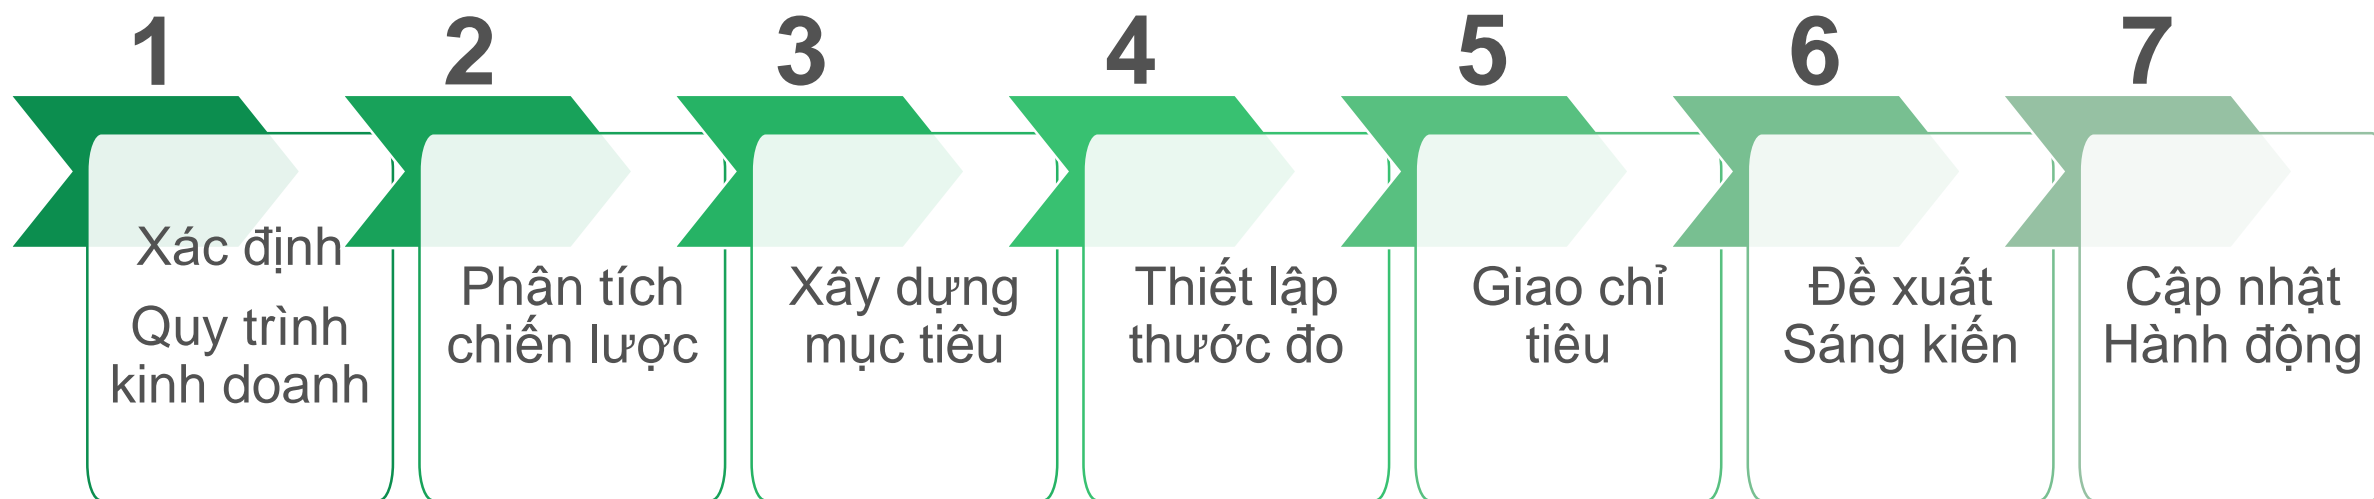 1
Xác định
Quy trình
kinh doanh
2
Phân tích
chiến lược
3
Xây dựng
mục tiêu
4
Thiết lập
thước đo
5
Giao chỉ
tiêu
6
Đề xuất
Sáng kiến
7
Cập nhật
Hành động